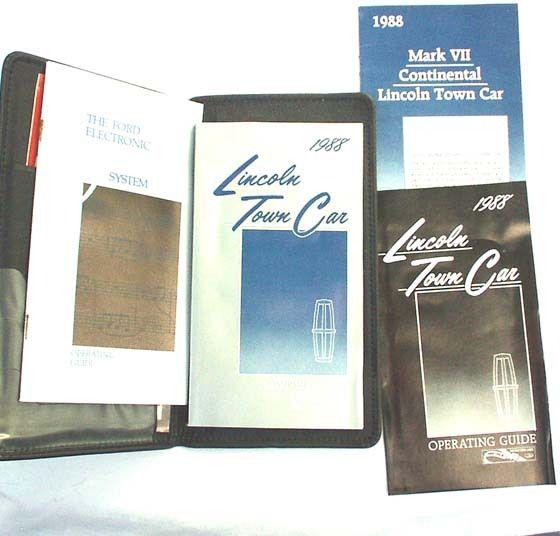 THE FORD
ELECTRONIC
SYSTEM
OPERATING
GUIDE
1988
Lincoln
Town Car
1988
Mark VII
Continental
Lincoln Town Car
1988
Lincoln
Town Car
OPERATING GUIDE